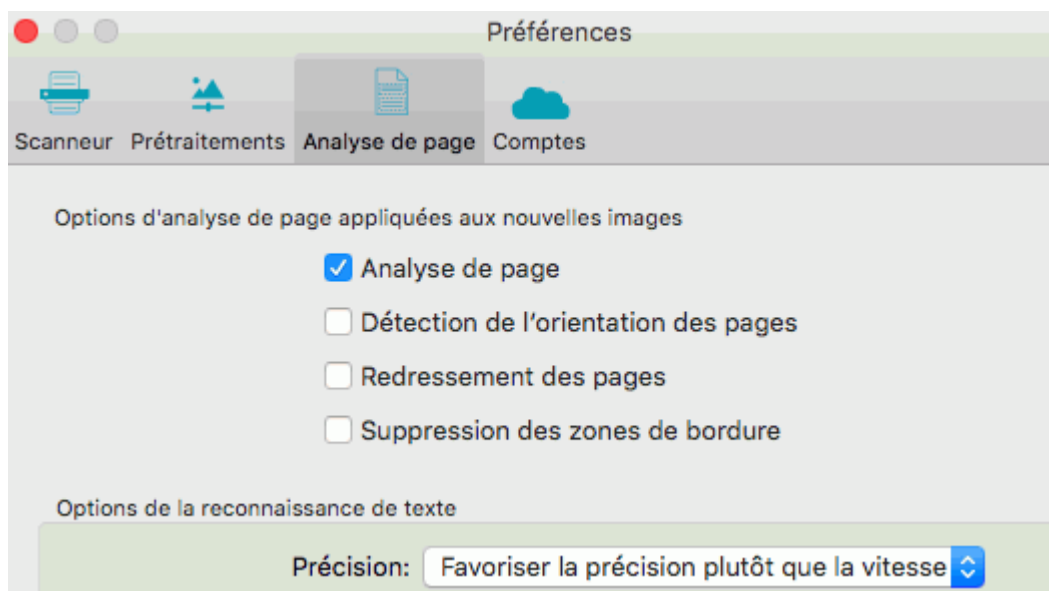 Préférences
Scanneur Prétraitements Analyse de page Comptes
Options d'analyse de page appliquées aux nouvelles images
Analyse de page
Détection de l'orientation des pages
Redressement des pages
Suppression des zones de bordure
Options de la reconnaissance de texte
Précision: Favoriser la précision plutôt que la vitesse